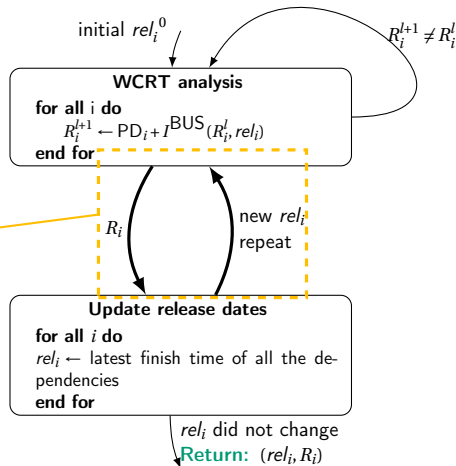 initial rel_i^0
R_i^{l+1} ≠ R_i^l
WCRT analysis
for all i do
R_i^{l+1} ← PD_i + I^{BUS}(R_i^l, rel_i)
end for
R_i
new rel_i
repeat
Update release dates
for all i do
rel_i ← latest finish time of all the de-
pendencies
end for
rel_i did not change
Return: (rel_i, R_i)